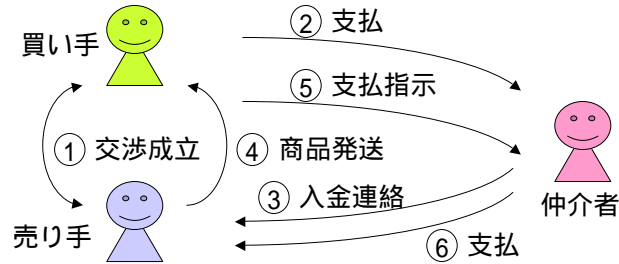 ② 支払
買い手
⑤ 支払指示
① 交渉成立
④ 商品発送
③ 入金連絡
仲介者
売り手
⑥ 支払